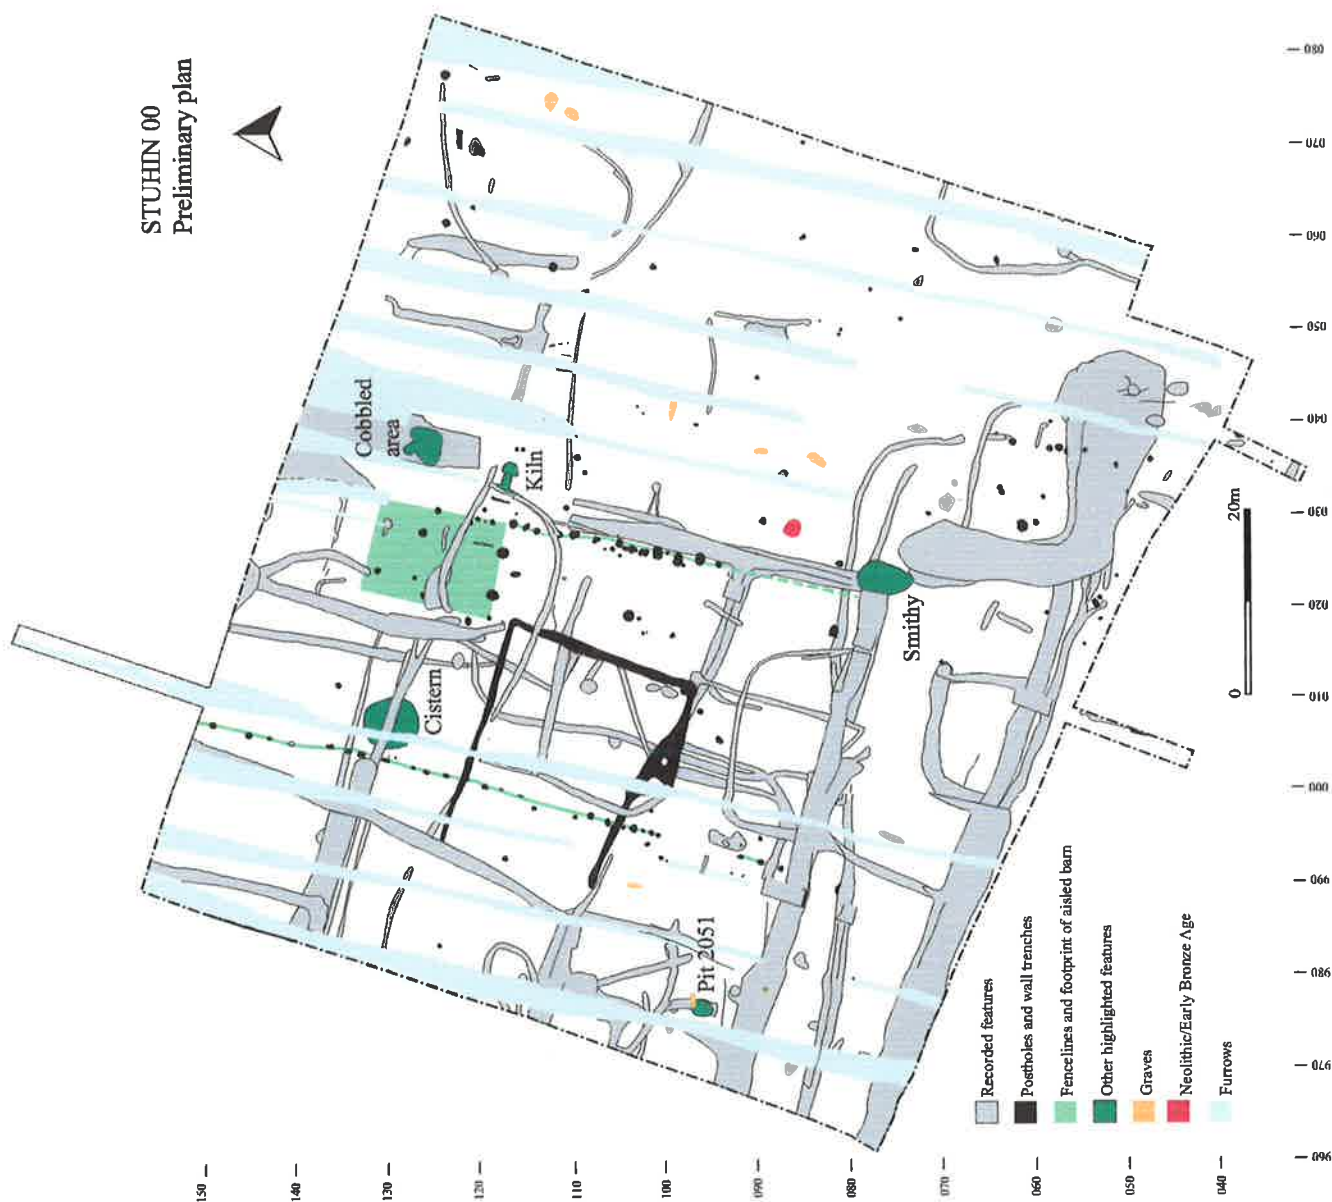 STUHIN 00
Preliminary plan
Cobbled
area
Kiln
Cistern
Smithy
Pit 2051
Recorded features
Postholes and wall trenches
Fencelines and footprint of aisled barn
Other highlighted features
Graves
Neolithic/Early Bronze Age
Furrows
0
20m
150
140
130
120
110
100
090
080
070
060
050
040
080
070
060
050
040
030
020
010
000
990
980
970
960